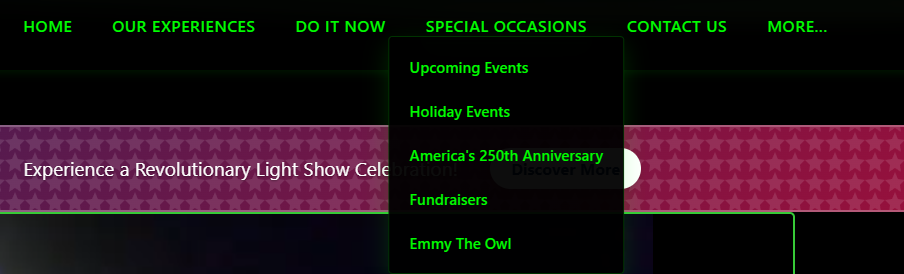 HOME OUR EXPERIENCES DO IT NOW SPECIAL OCCASIONS CONTACT US MORE...
Upcoming Events
Holiday Events
America's 250th Anniversary
Experience a Revolutionary Light Show Celebration! Discover More
Fundraisers
Emmy The Owl